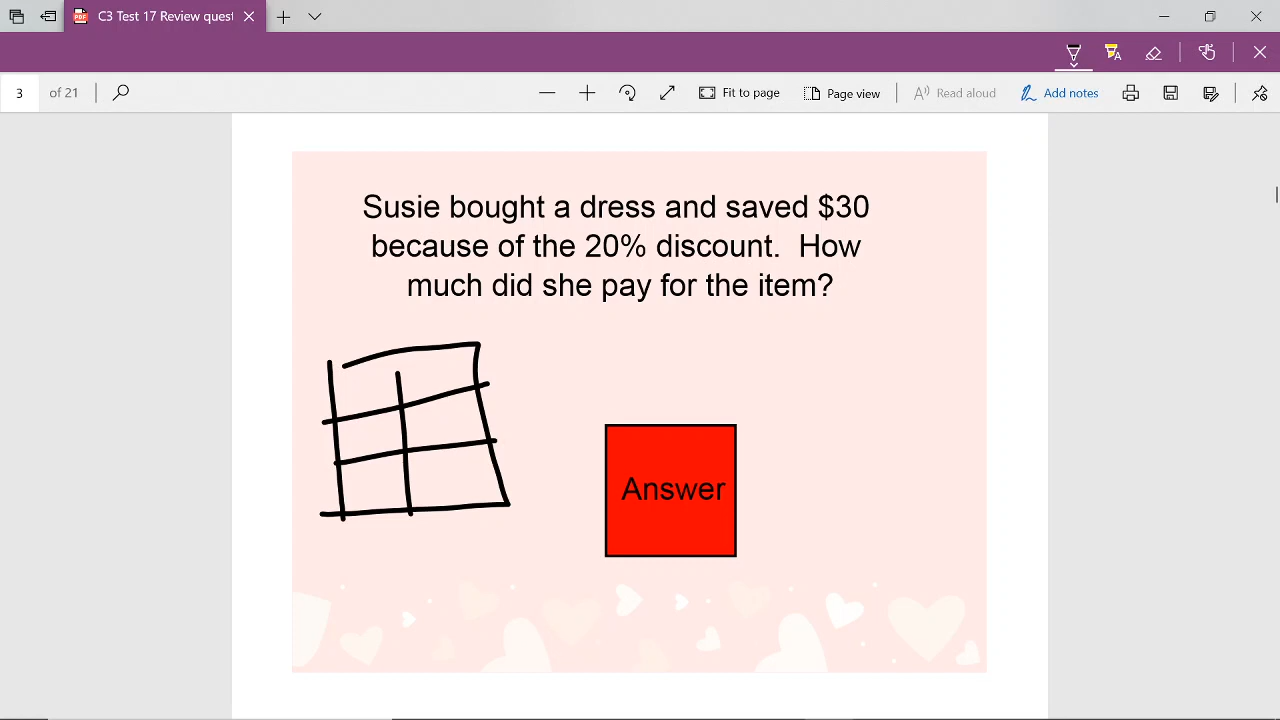 C3 Test 17 Review quest
3 of 21
Fit to page
Page view
Read aloud
Add notes
Susie bought a dress and saved $30
because of the 20% discount. How
much did she pay for the item?
Answer